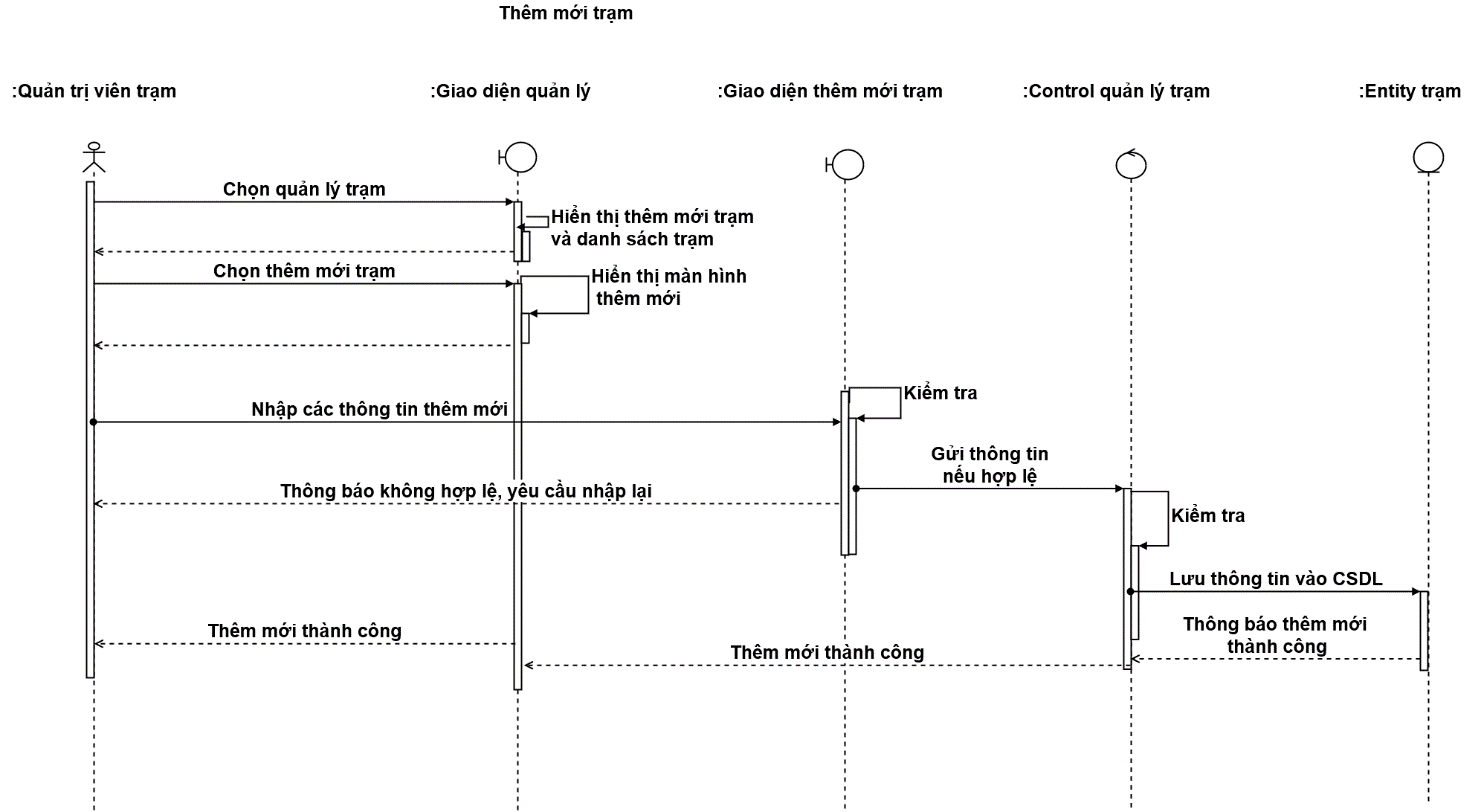 Thêm mới trạm
:Quản trị viên trạm
:Giao diện quản lý
:Giao diện thêm mới trạm
:Control quản lý trạm
:Entity trạm
Chọn quản lý trạm
Hiển thị thêm mới trạm
và danh sách trạm
Chọn thêm mới trạm
Hiển thị màn hình
thêm mới
Kiểm tra
Nhập các thông tin thêm mới
Gửi thông tin
nếu hợp lệ
Thông báo không hợp lệ, yêu cầu nhập lại
Kiểm tra
Lưu thông tin vào CSDL
Thông báo thêm mới
thành công
Thêm mới thành công
Thêm mới thành công